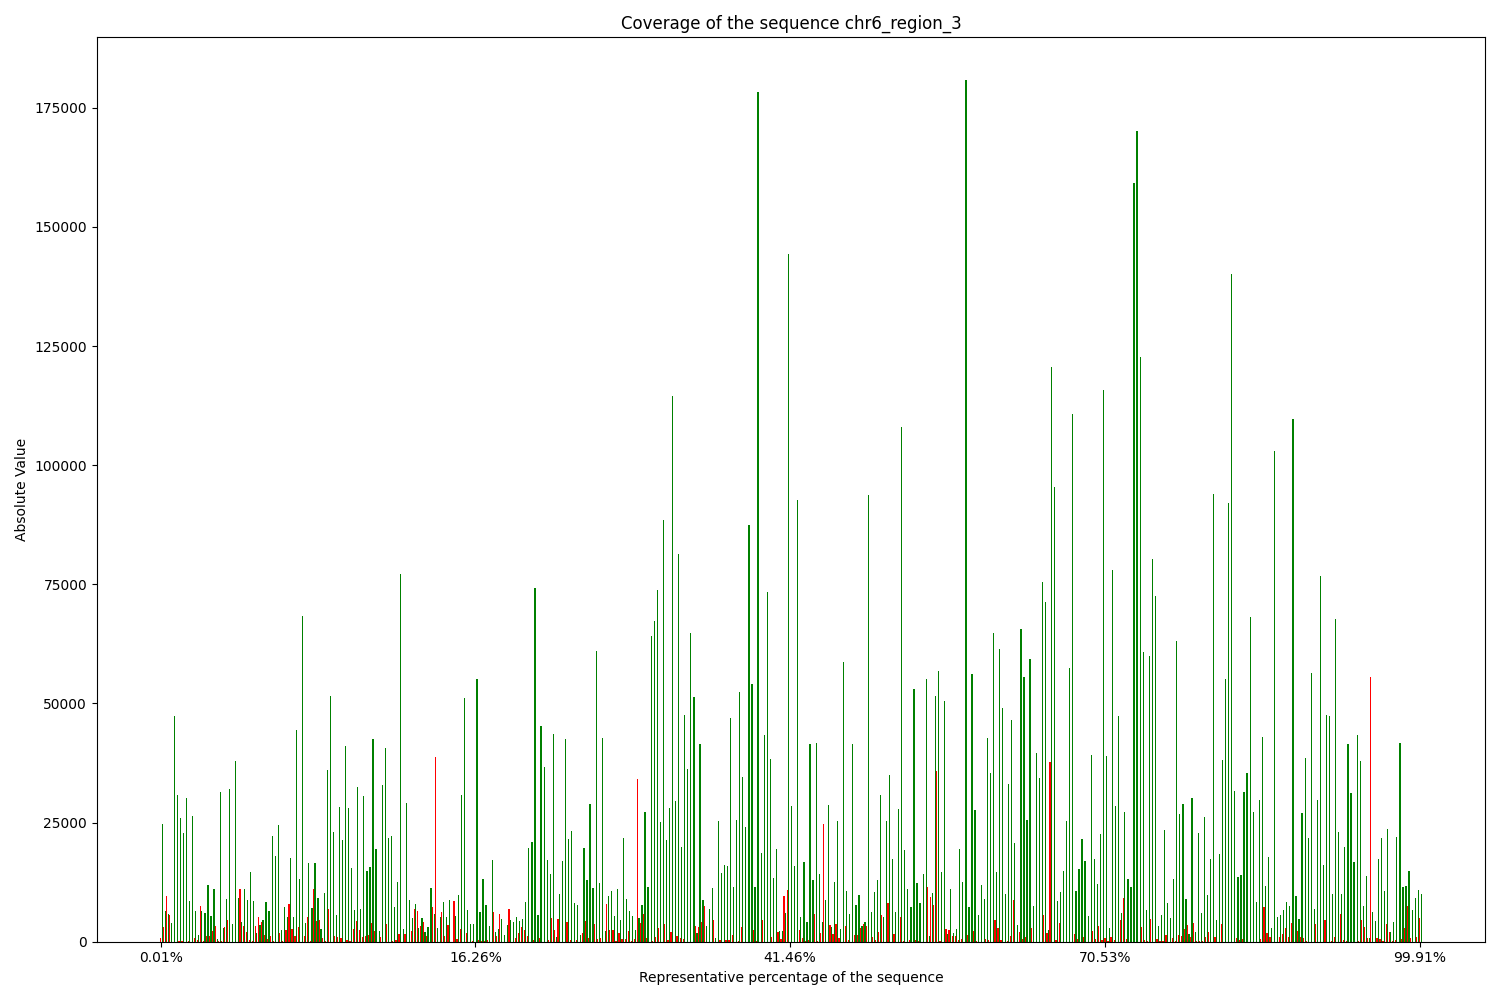 Coverage of the sequence chr6_region_3
175000
150000
125000
100000
75000
50000
25000
0
Absolute Value
0.01% 16.26% 41.46% 70.53% 99.91%
Representative percentage of the sequence